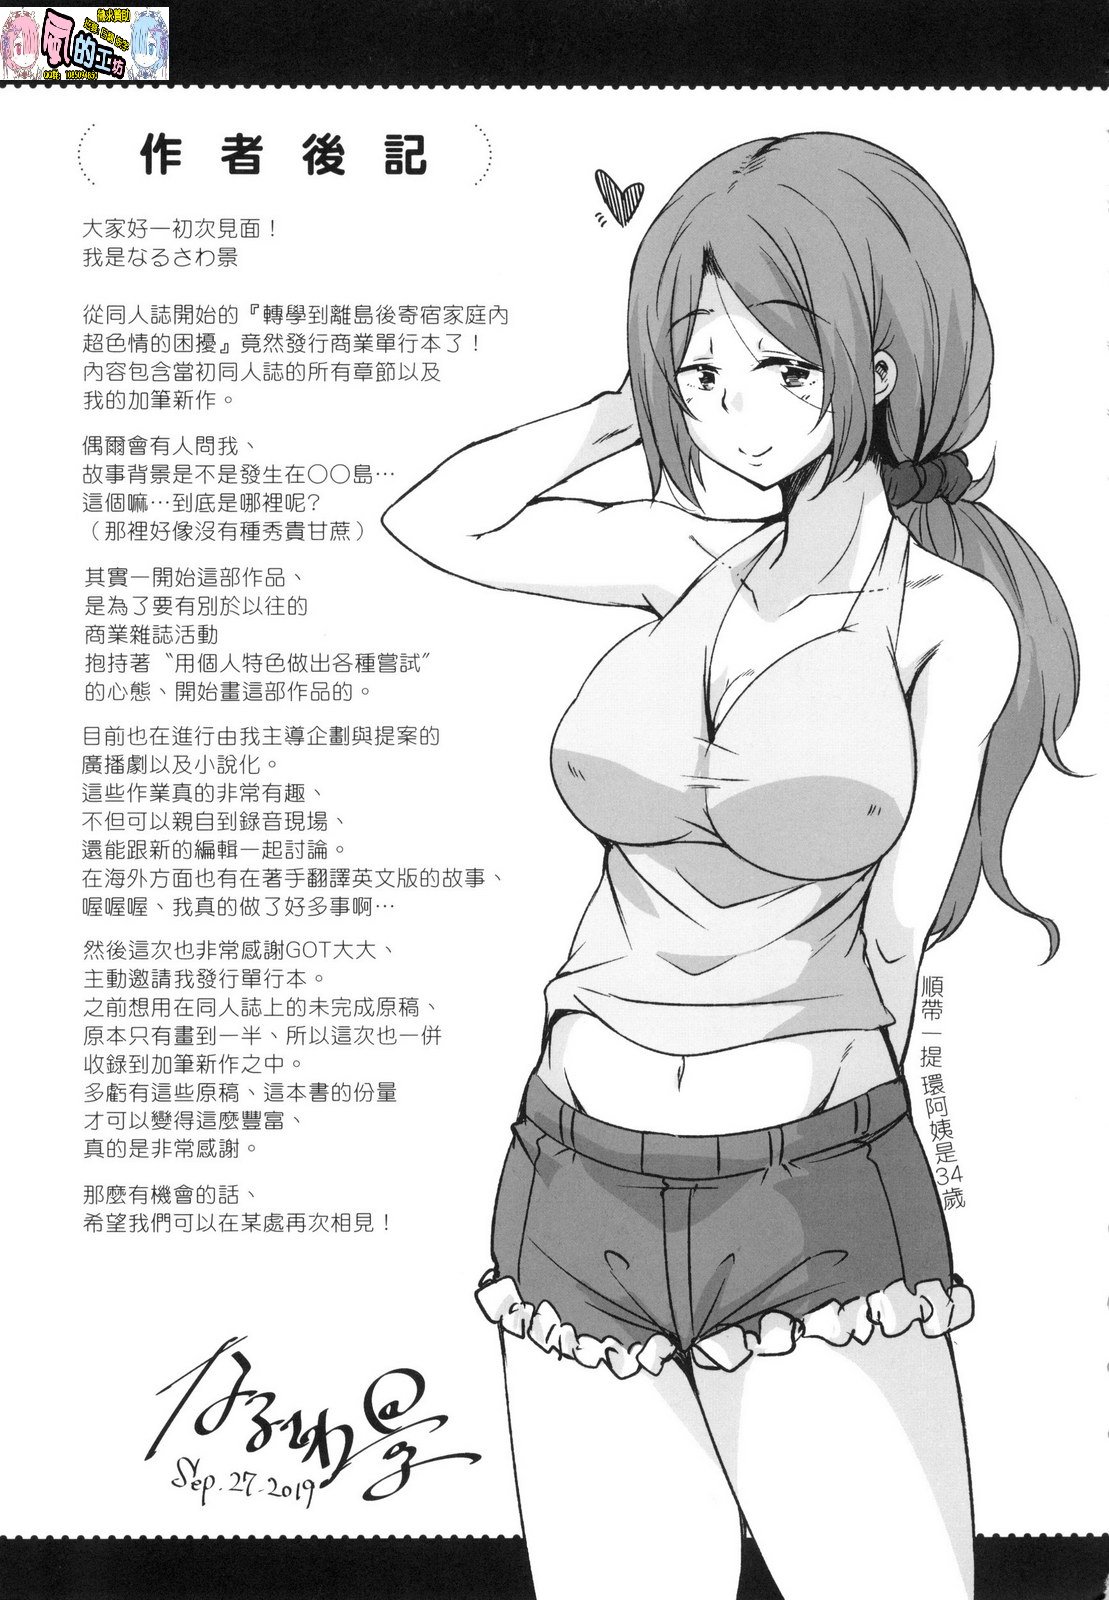 的工坊
作者後記
大家好一初次見面！
我是なるさわ景
從同人誌開始的『轉學到離島後寄宿家庭內
超色情的困擾』竟然發行商業單行本了！
內容包含當初同人誌的所有章節以及
我的加筆新作。
偶爾會有人問我、
故事背景是不是發生在〇〇島…
這個嘛…到底是哪裡呢?
（那裡好像沒有種秀貴甘蔗）
其實一開始這部作品、
是為了要有別於以往的
商業雜誌活動
抱持著〝用個人特色做出各種嘗試〞
的心態、開始畫這部作品的。
目前也在進行由我主導企劃與提案的
廣播劇以及小說化。
這些作業真的非常有趣、
不但可以親自到錄音現場、
還能跟新的編輯一起討論。
在海外方面也有在著手翻譯英文版的故事、
喔喔喔、我真的做了好多事啊…
然後這次也非常感謝GOT大大、
主動邀請我發行單行本。
之前想用在同人誌上的未完成原稿、
原本只有畫到一半、所以這次也一併
收錄到加筆新作之中。
多虧有這些原稿、這本書的份量
才可以變得這麼豐富、
真的是非常感謝。
那麼有機會的話、
希望我們可以在某處再次相見！
順帶一提 環阿姨是34歲
なるさわ景
Sep.27.2019